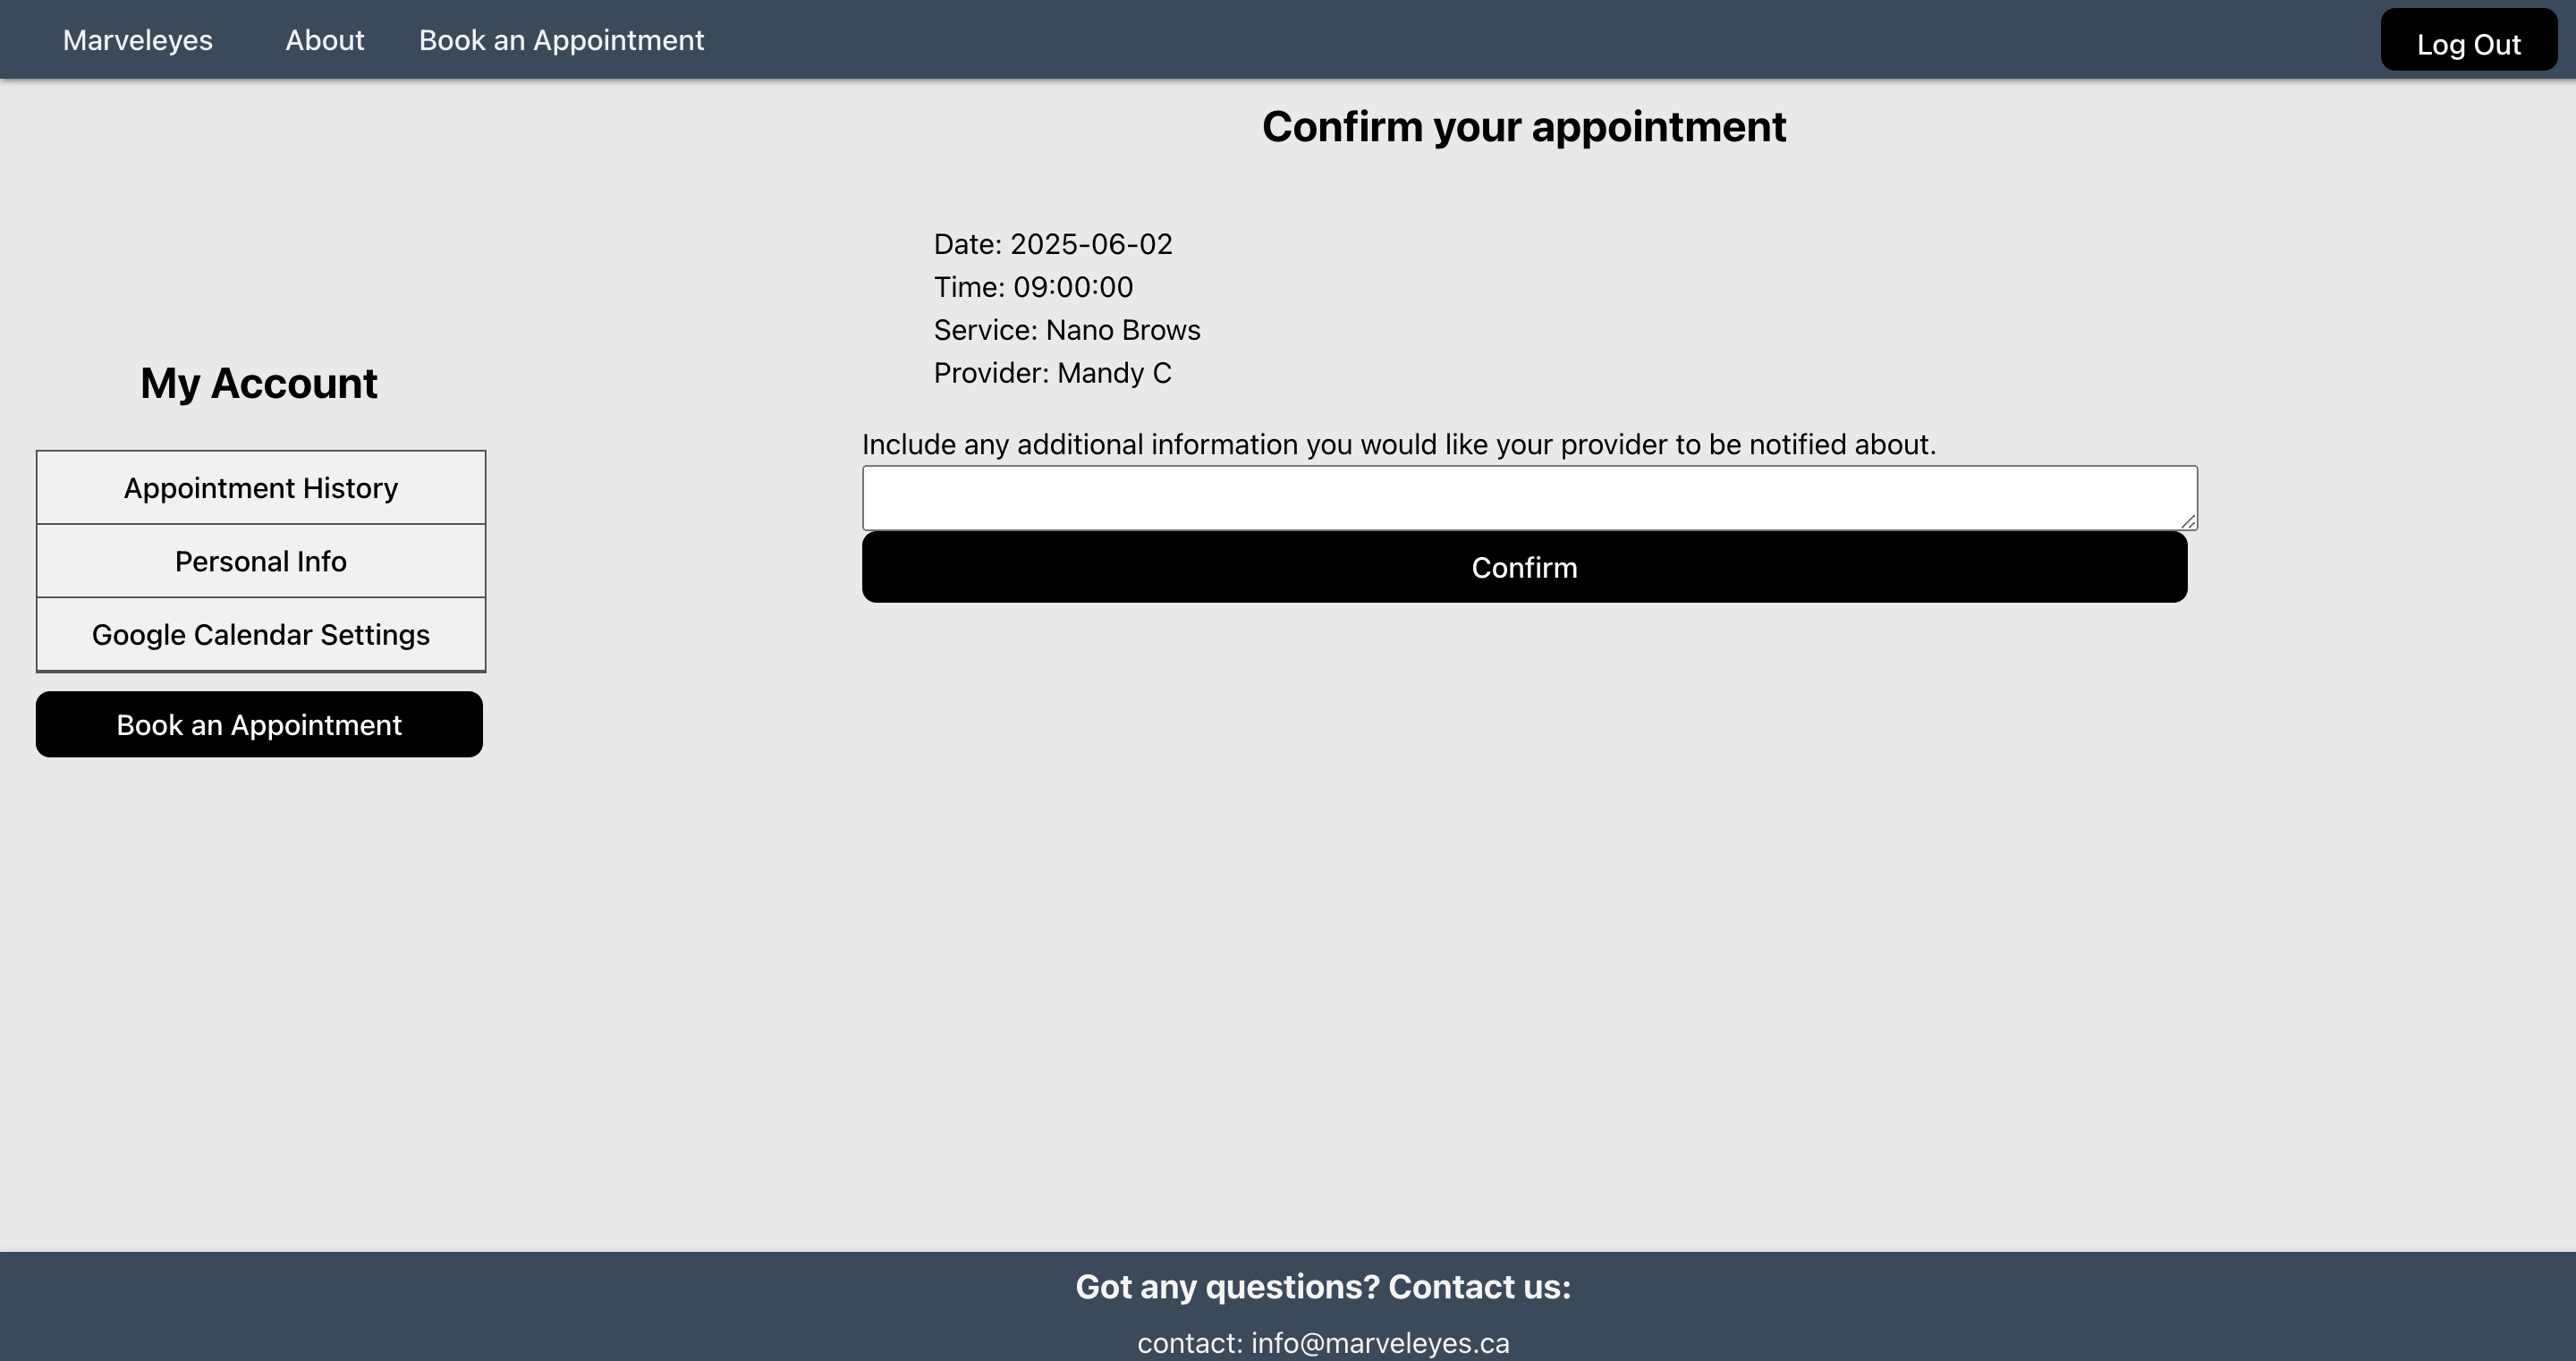 Marveleyes About Book an Appointment Log Out
Confirm your appointment
Date: 2025-06-02
Time: 09:00:00
Service: Nano Brows
Provider: Mandy C
My Account
Appointment History
Personal Info
Google Calendar Settings
Book an Appointment
Include any additional information you would like your provider to be notified about.
Confirm
Got any questions? Contact us:
contact: info@marveleyes.ca